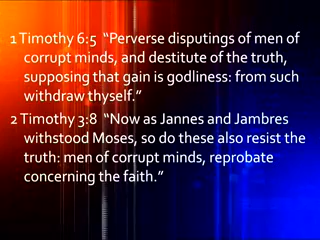 1 Timothy 6:5  “Perverse disputings of men of
corrupt minds, and destitute of the truth,
supposing that gain is godliness: from such
withdraw thyself.”
2 Timothy 3:8  “Now as Jannes and Jambres
withstood Moses, so do these also resist the
truth: men of corrupt minds, reprobate
concerning the faith.”